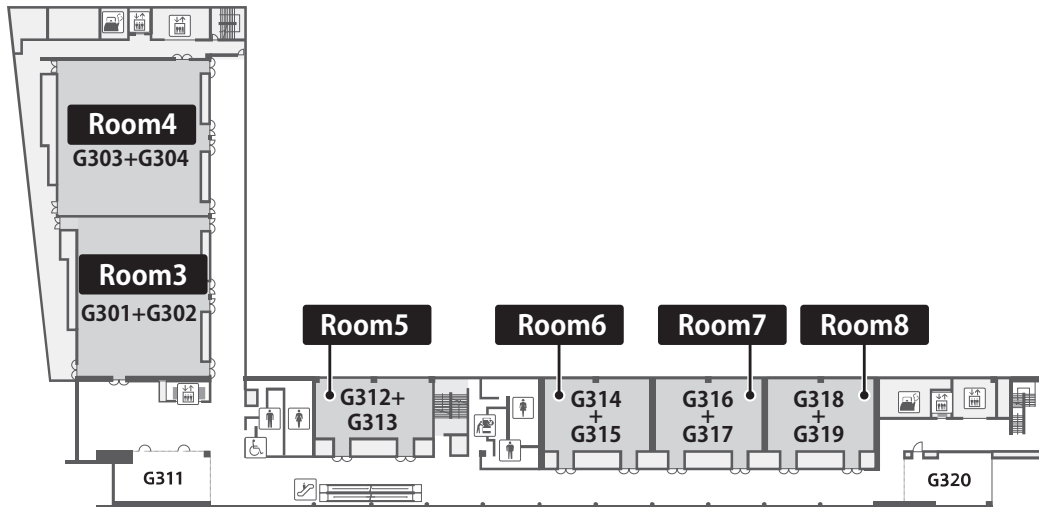 Room4
G303+G304
Room3
G301+G302
Room5
Room6
Room7
Room8
G312+
G313
G314
+
G315
G316
+
G317
G318
+
G319
G311
G320